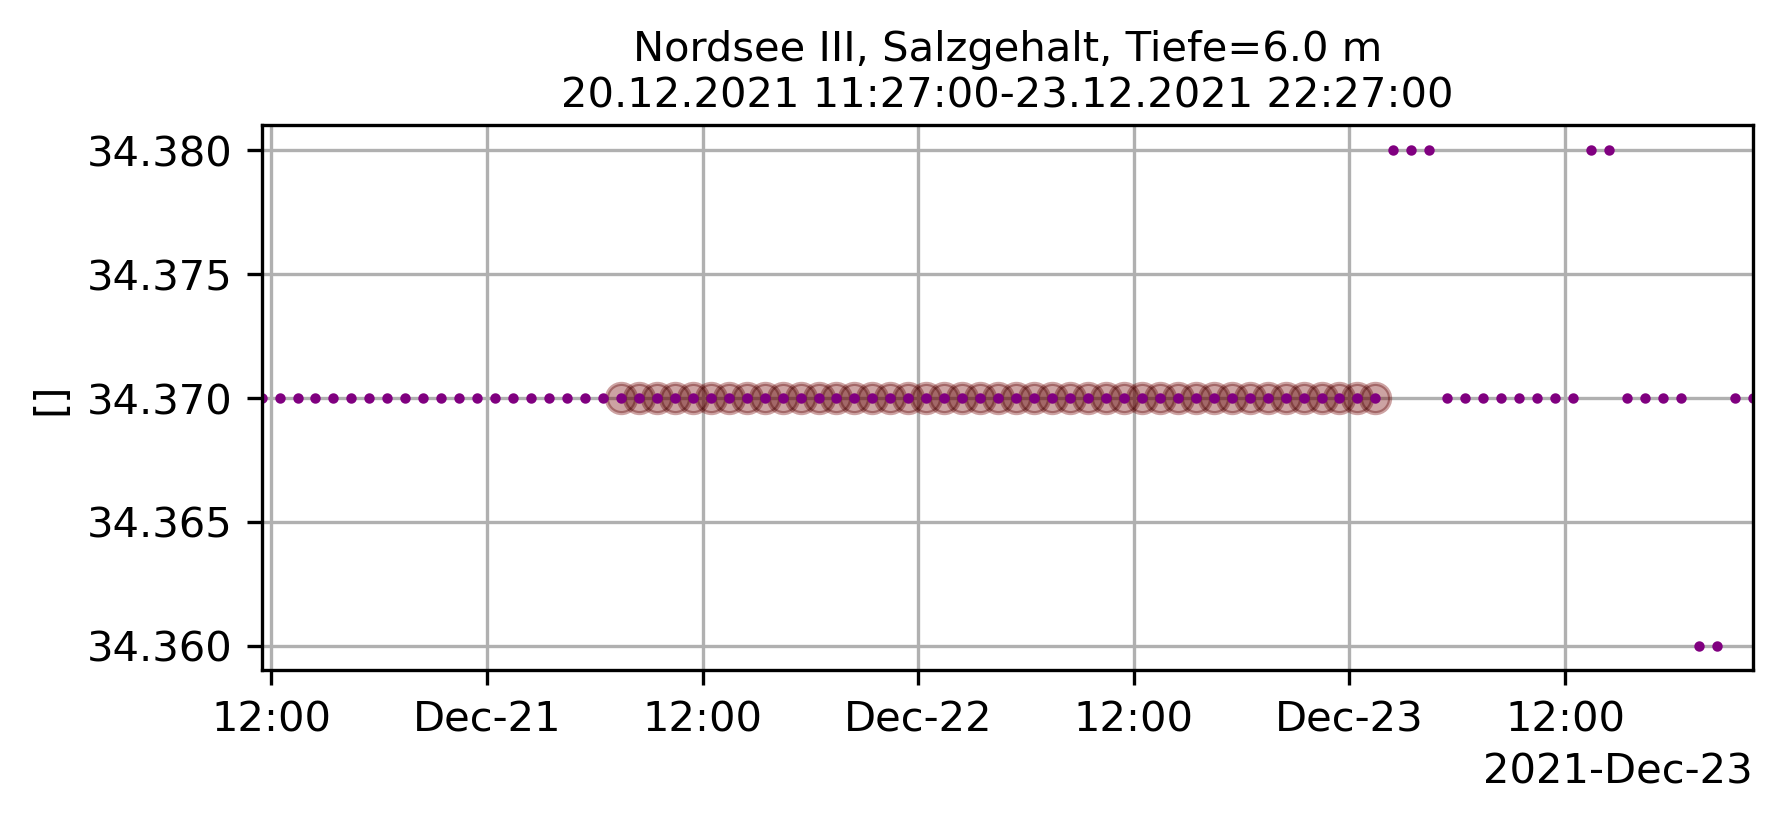 Nordsee III, Salzgehalt, Tiefe=6.0 m
20.12.2021 11:27:00-23.12.2021 22:27:00
34.380
34.375
34.370
34.365
34.360
[]
12:00 Dec-21 12:00 Dec-22 12:00 Dec-23 12:00
2021-Dec-23